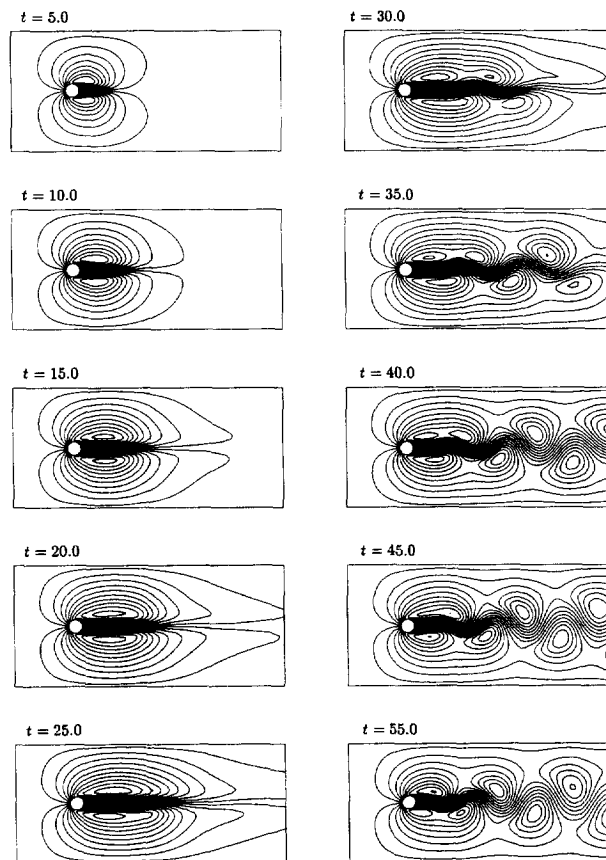 t = 5.0
t = 10.0
t = 15.0
t = 20.0
t = 25.0
t = 30.0
t = 35.0
t = 40.0
t = 45.0
t = 55.0